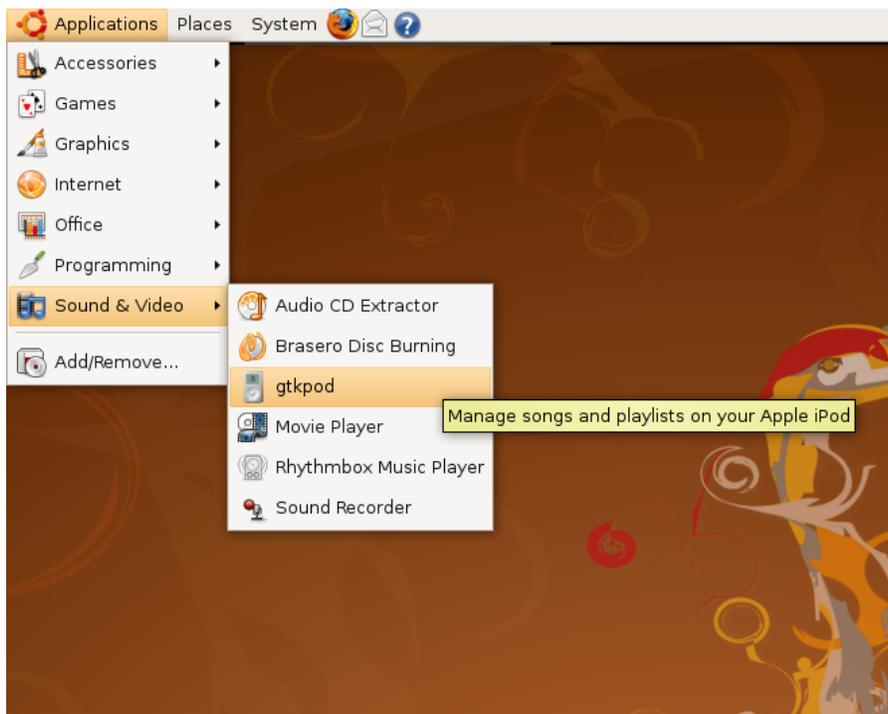 Applications Places System
Accessories
Games
Graphics
Internet
Office
Programming
Sound & Video
Add/Remove...
Audio CD Extractor
Brasero Disc Burning
gtkpod
Manage songs and playlists on your Apple iPod
Movie Player
Rhythmbox Music Player
Sound Recorder